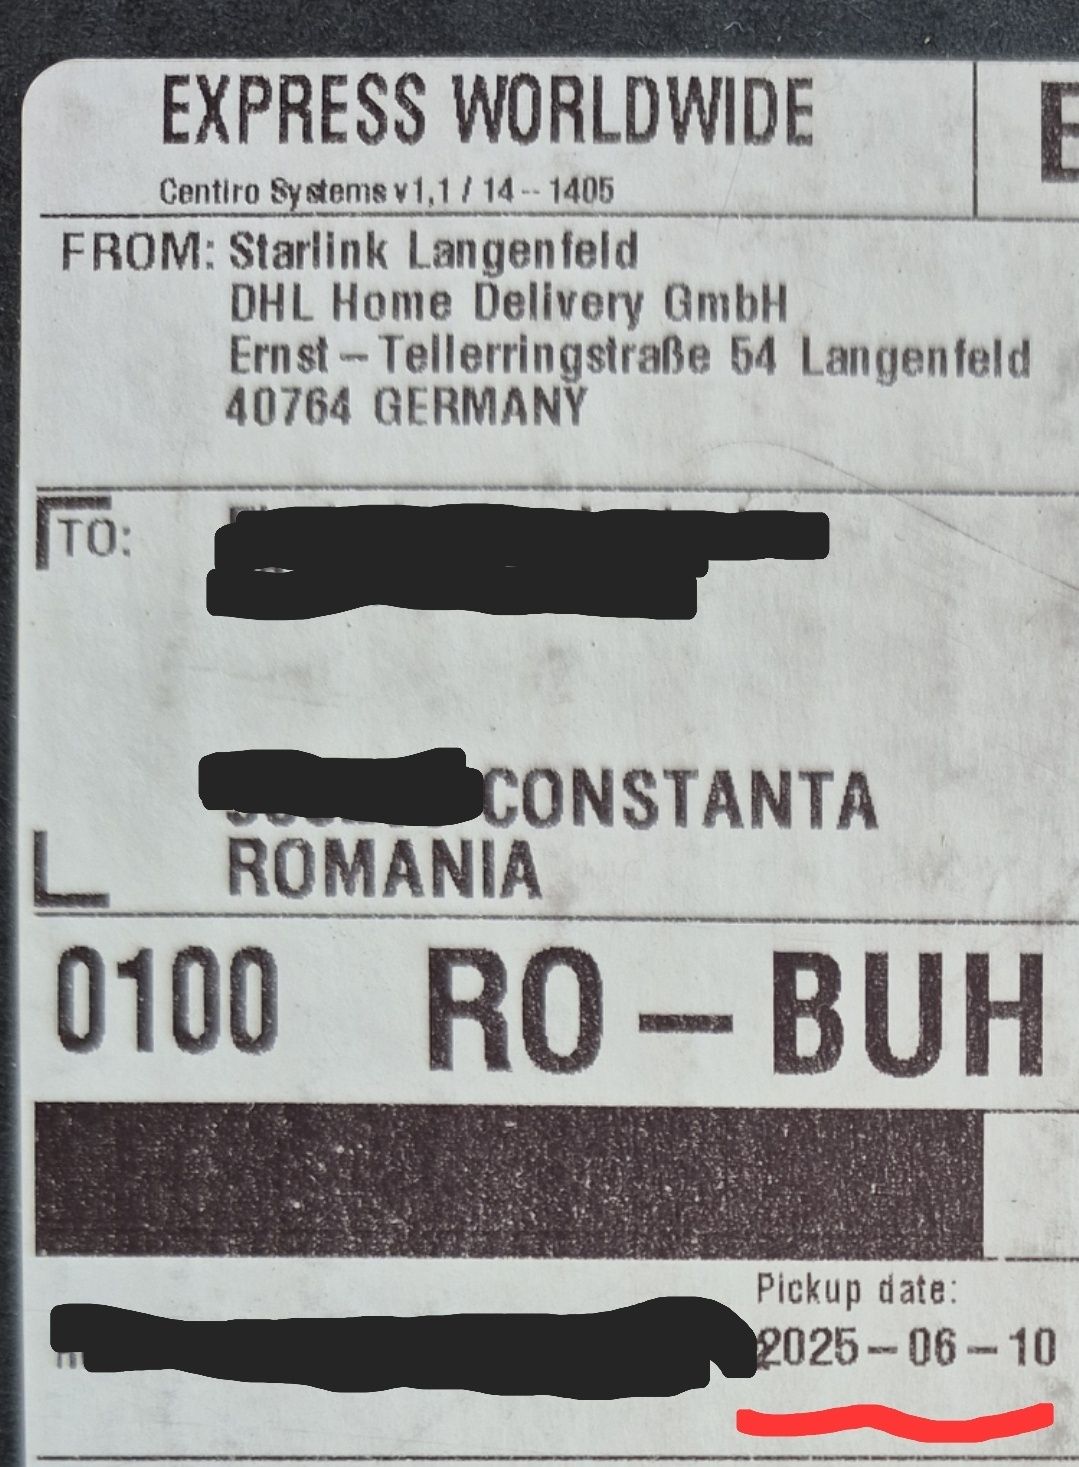 EXPRESS WORLDWIDE
Centiro Systems v1,1 / 14 -- 1405
FROM: Starlink Langenfeld
DHL Home Delivery GmbH
Ernst – Tellerringstraße 54 Langenfeld
40764 GERMANY
TO:
CONSTANTA
ROMANIA
0100 RO – BUH
Pickup date:
2025 – 06 – 10